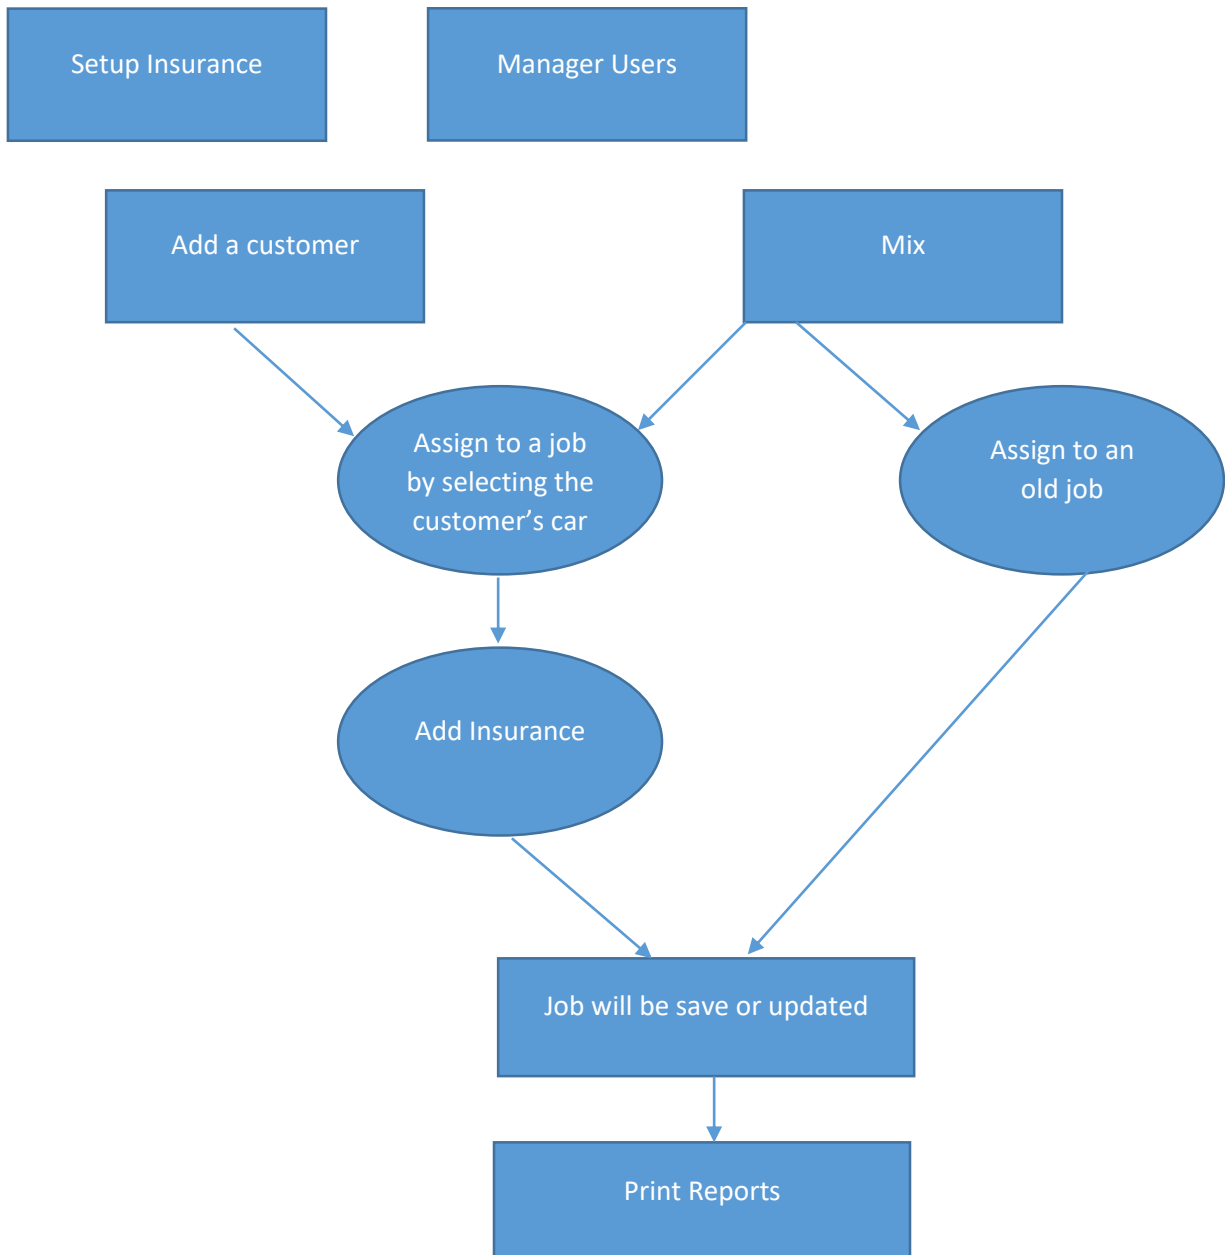 Setup Insurance
Manager Users
Add a customer
Mix
Assign to a job
by selecting the
customer’s car
Assign to an
old job
Add Insurance
Job will be save or updated
Print Reports